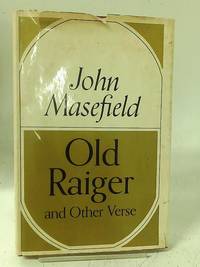 John
Masefield
Old
Raiger
and Other Verse